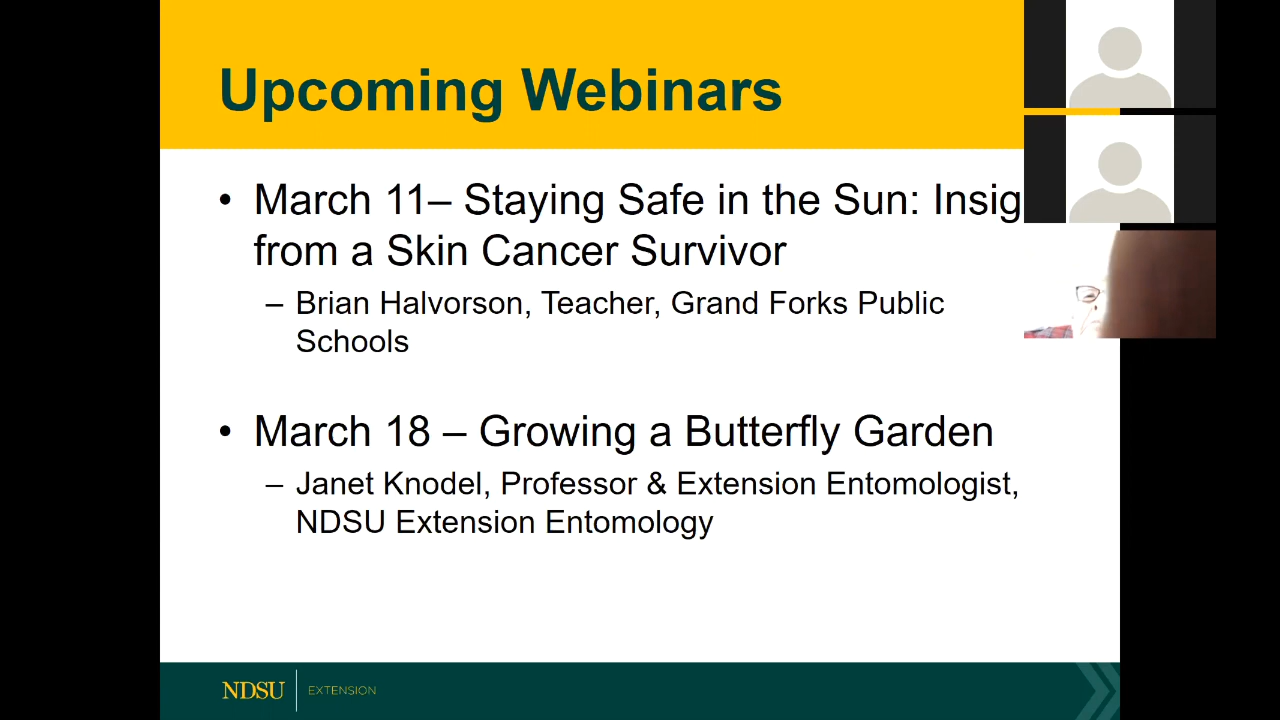 Upcoming Webinars
• March 11– Staying Safe in the Sun: Insig
from a Skin Cancer Survivor
– Brian Halvorson, Teacher, Grand Forks Public
Schools
• March 18 – Growing a Butterfly Garden
– Janet Knodel, Professor & Extension Entomologist,
NDSU Extension Entomology
NDSU EXTENSION